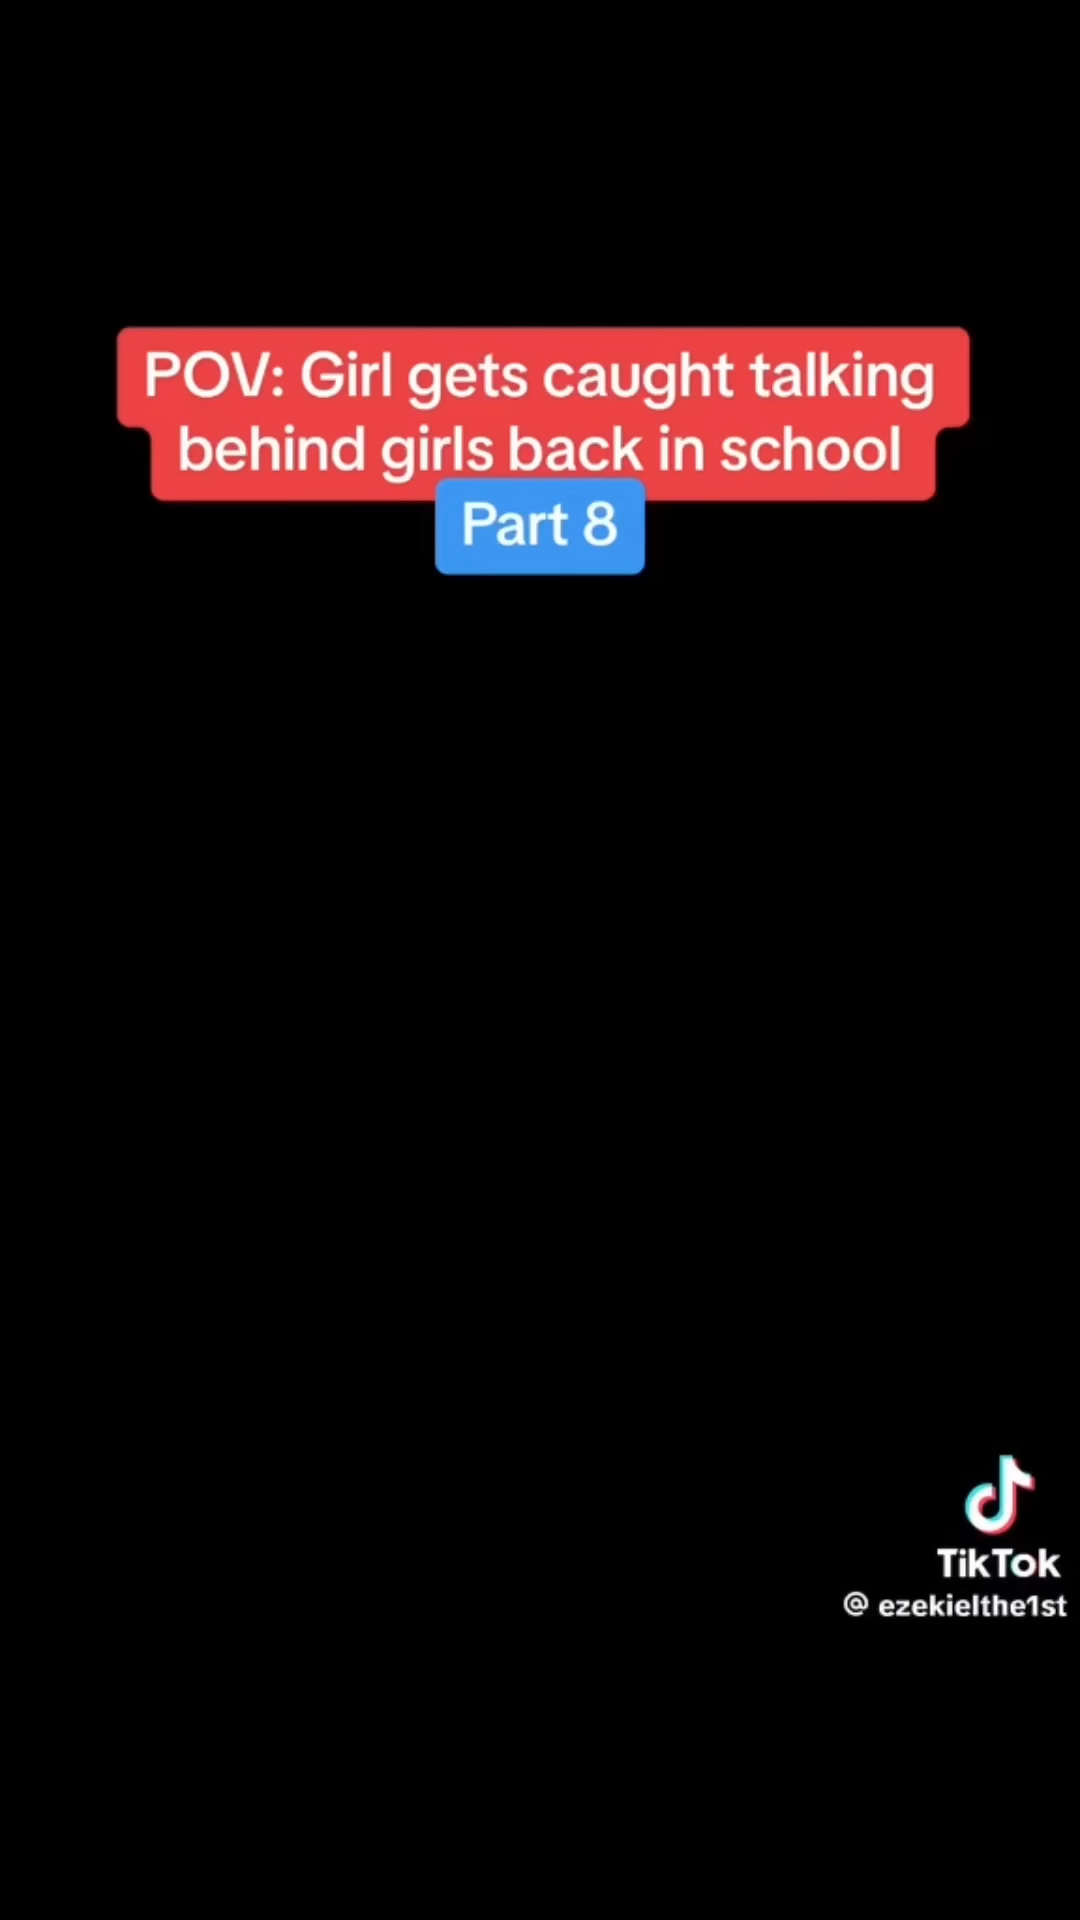 POV: Girl gets caught talking
behind girls back in school
Part 8
TikTok
@ ezekielthe1st